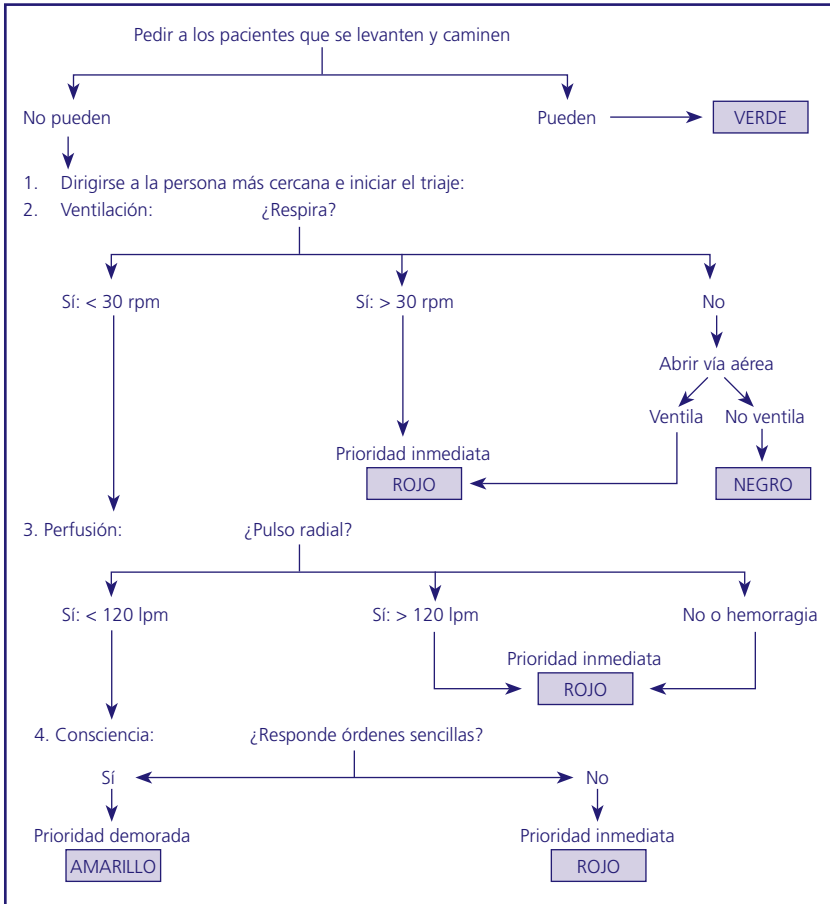 Pedir a los pacientes que se levanten y caminen
No pueden
Pueden
VERDE
1. Dirigirse a la persona más cercana e iniciar el triaje:
2. Ventilación: ¿Respira?
Sí: < 30 rpm
Sí: > 30 rpm
No
Abrir vía aérea
Ventila
No ventila
Prioridad inmediata
ROJO
NEGRO
3. Perfusión: ¿Pulso radial?
Sí: < 120 lpm
Sí: > 120 lpm
No o hemorragia
Prioridad inmediata
ROJO
4. Consciencia: ¿Responde órdenes sencillas?
Sí
No
Prioridad demorada
Prioridad inmediata
AMARILLO
ROJO